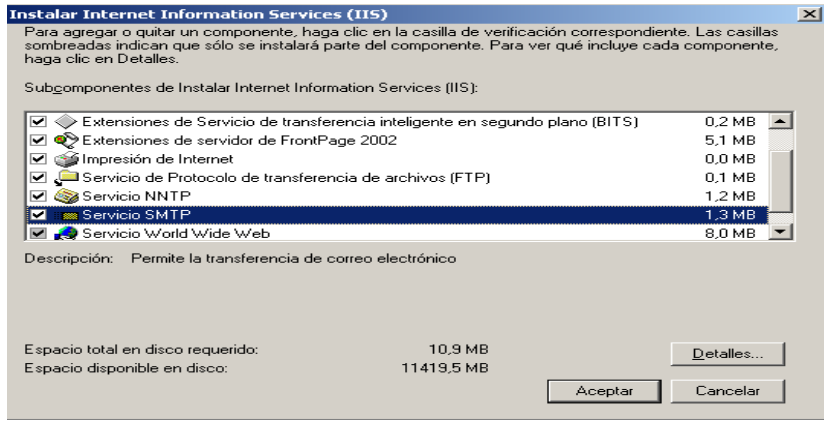 Instalar Internet Information Services (IIS)
Para agregar o quitar un componente, haga clic en la casilla de verificación correspondiente. Las casillas
sombreadas indican que sólo se instalará parte del componente. Para ver qué incluye cada componente,
haga clic en Detalles.
Subcomponentes de Instalar Internet Information Services (IIS):
Extensiones de Servicio de transferencia inteligente en segundo plano (BITS) 0,2 MB
Extensiones de servidor de FrontPage 2002 5,1 MB
Impresión de Internet 0,0 MB
Servicio de Protocolo de transferencia de archivos (FTP) 0,1 MB
Servicio NNTP 1,2 MB
Servicio SMTP 1,3 MB
Servicio World Wide Web 8,0 MB
Descripción: Permite la transferencia de correo electrónico
Espacio total en disco requerido: 10,9 MB
Espacio disponible en disco: 11419,5 MB
Detalles...
Aceptar Cancelar